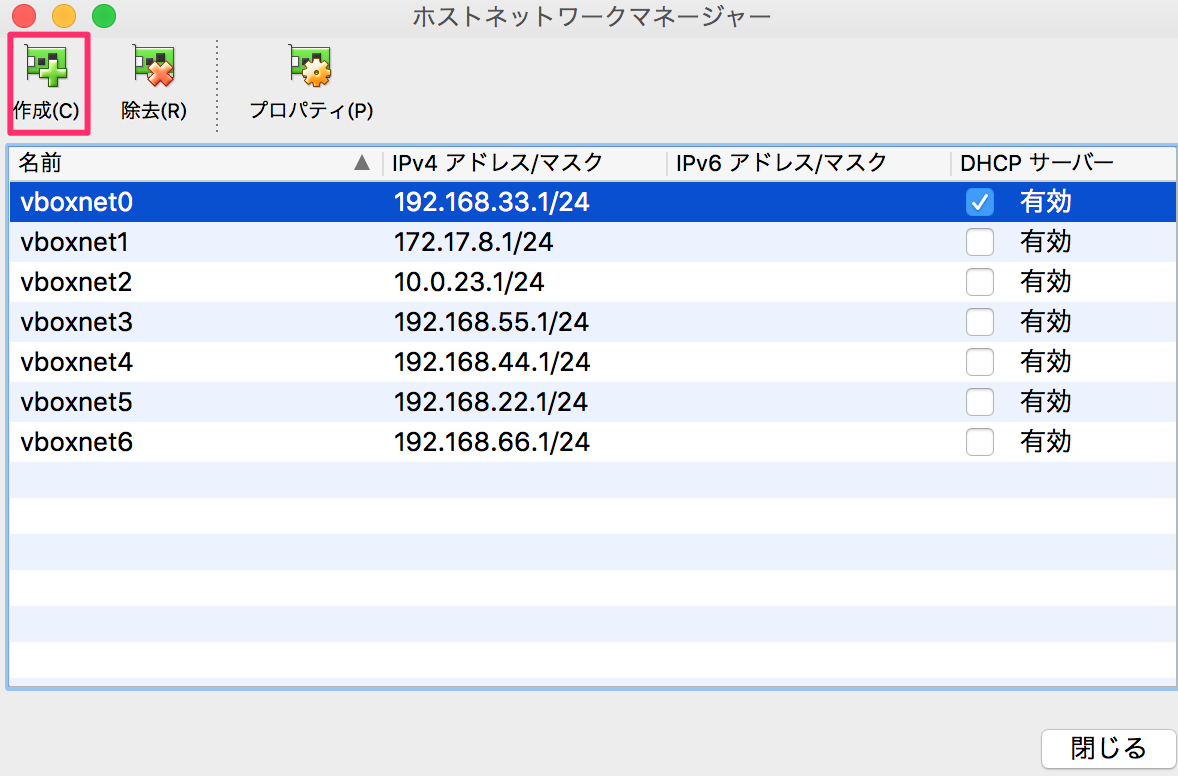 ホストネットワークマネージャー
作成(C) 除去(R) プロパティ(P)
名前 ▲ IPv4 アドレス/マスク IPv6 アドレス/マスク DHCP サーバー
vboxnet0 192.168.33.1/24 有効
vboxnet1 172.17.8.1/24 有効
vboxnet2 10.0.23.1/24 有効
vboxnet3 192.168.55.1/24 有効
vboxnet4 192.168.44.1/24 有効
vboxnet5 192.168.22.1/24 有効
vboxnet6 192.168.66.1/24 有効
閉じる